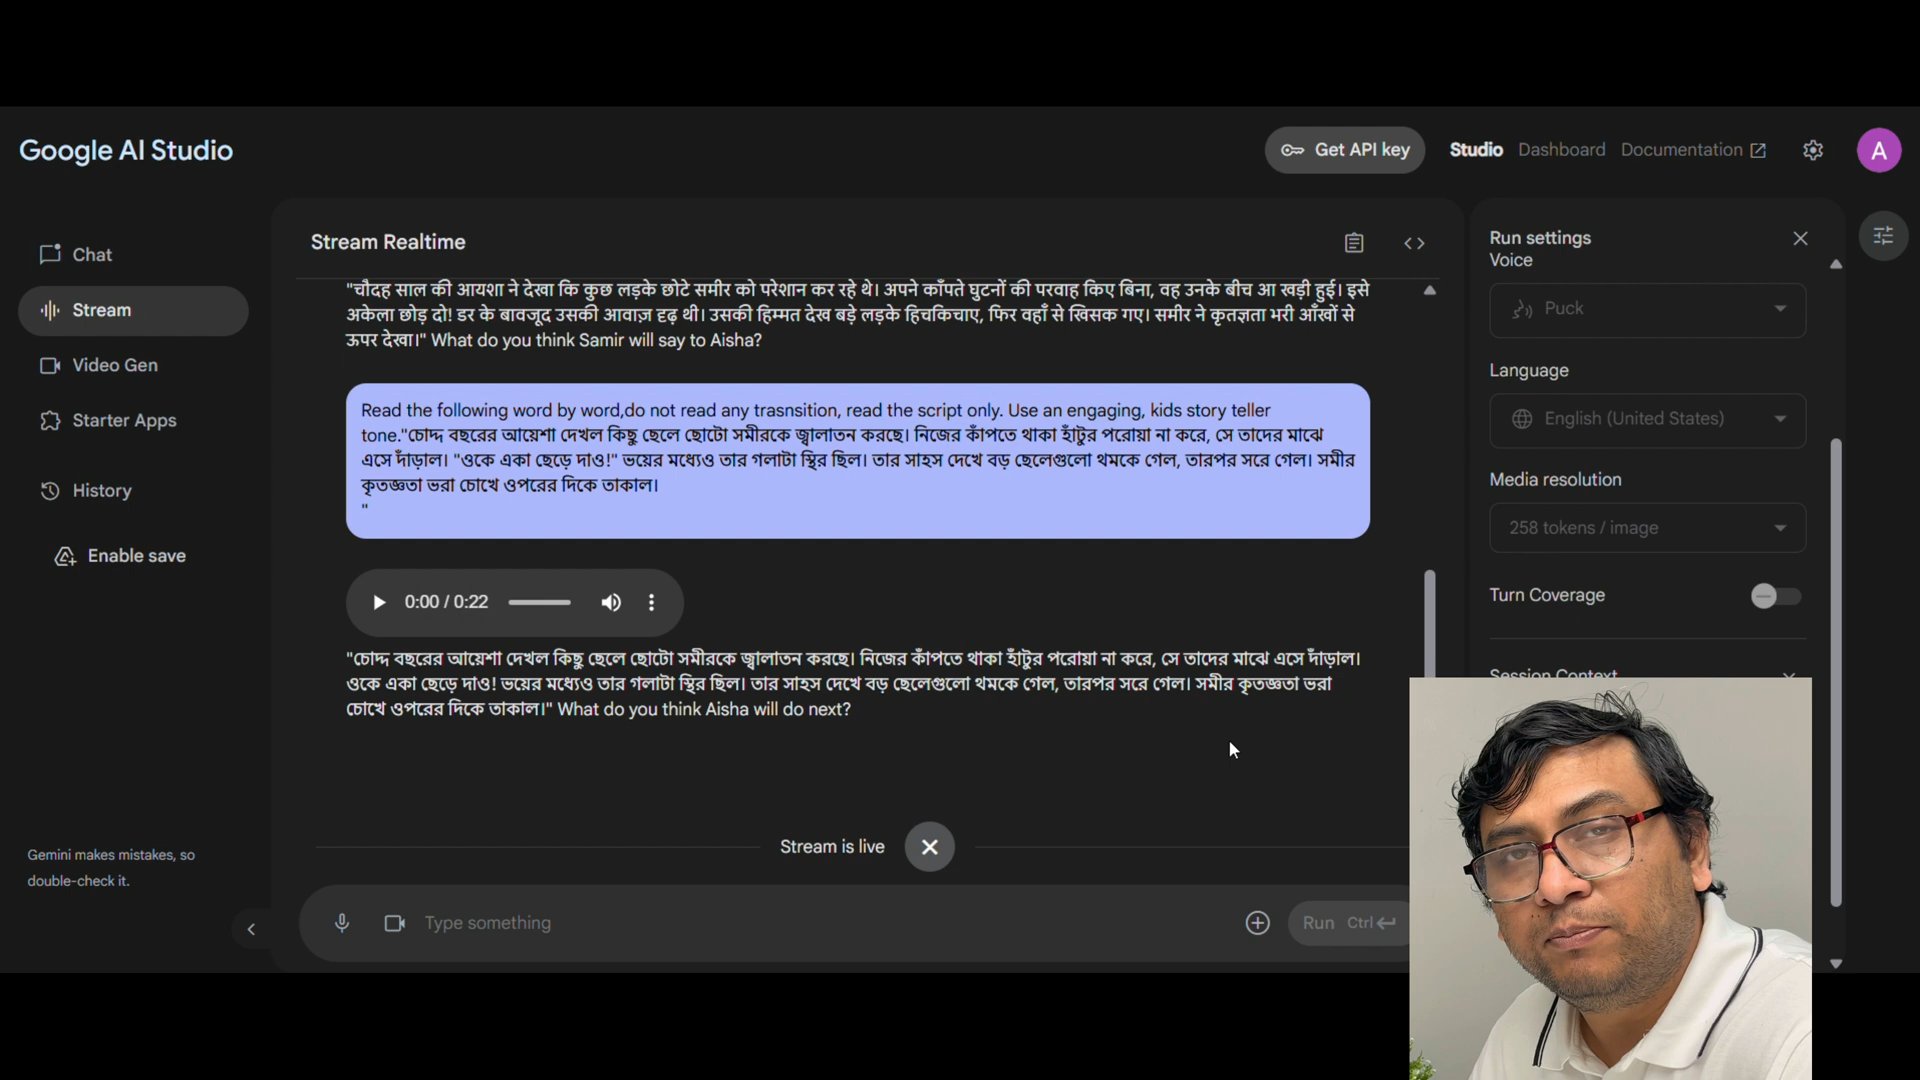 Google AI Studio
Get API key
Studio
Dashboard
Documentation
A
Chat
Stream
Video Gen
Starter Apps
History
Enable save
Gemini makes mistakes, so
double-check it.
Stream Realtime
"चौदह साल की आयशा ने देखा कि कुछ लड़के छोटे समीर को परेशान कर रहे थे। अपने काँपते घुटनों की परवाह किए बिना, वह उनके बीच आ खड़ी हुई। इसे
अकेला छोड़ दो! डर के बावजूद उसकी आवाज़ दृढ़ थी। उसकी हिम्मत देख बड़े लड़के हिचकिचाए, फिर वहाँ से खिसक गए। समीर ने कृतज्ञता भरी आँखों से
ऊपर देखा।" What do you think Samir will say to Aisha?
Read the following word by word,do not read any trasnsition, read the script only. Use an engaging, kids story teller
tone."চোদ্দ বছরের আয়েশা দেখল কিছু ছেলে ছোটো সমীরকে জ্বালাতন করছে। নিজের কাঁপতে থাকা হাঁটুর পরোয়া না করে, সে তাদের মাঝে
এসে দাঁড়াল। "ওকে একা ছেড়ে দাও!" ভয়ের মধ্যেও তার গলাটা স্থির ছিল। তার সাহস দেখে বড় ছেলেগুলো থমকে গেল, তারপর সরে গেল। সমীর
কৃতজ্ঞতা ভরা চোখে ওপরের দিকে তাকাল।
"
0:00 / 0:22
"চোদ্দ বছরের আয়েশা দেখল কিছু ছেলে ছোটো সমীরকে জ্বালাতন করছে। নিজের কাঁপতে থাকা হাঁটুর পরোয়া না করে, সে তাদের মাঝে এসে দাঁড়াল।
ওকে একা ছেড়ে দাও! ভয়ের মধ্যেও তার গলাটা স্থির ছিল। তার সাহস দেখে বড় ছেলেগুলো থমকে গেল, তারপর সরে গেল। সমীর কৃতজ্ঞতা ভরা
চোখে ওপরের দিকে তাকাল।" What do you think Aisha will do next?
Stream is live
Type something
Run Ctrl
Run settings
Voice
Puck
Language
English (United States)
Media resolution
258 tokens / image
Turn Coverage
Session Context